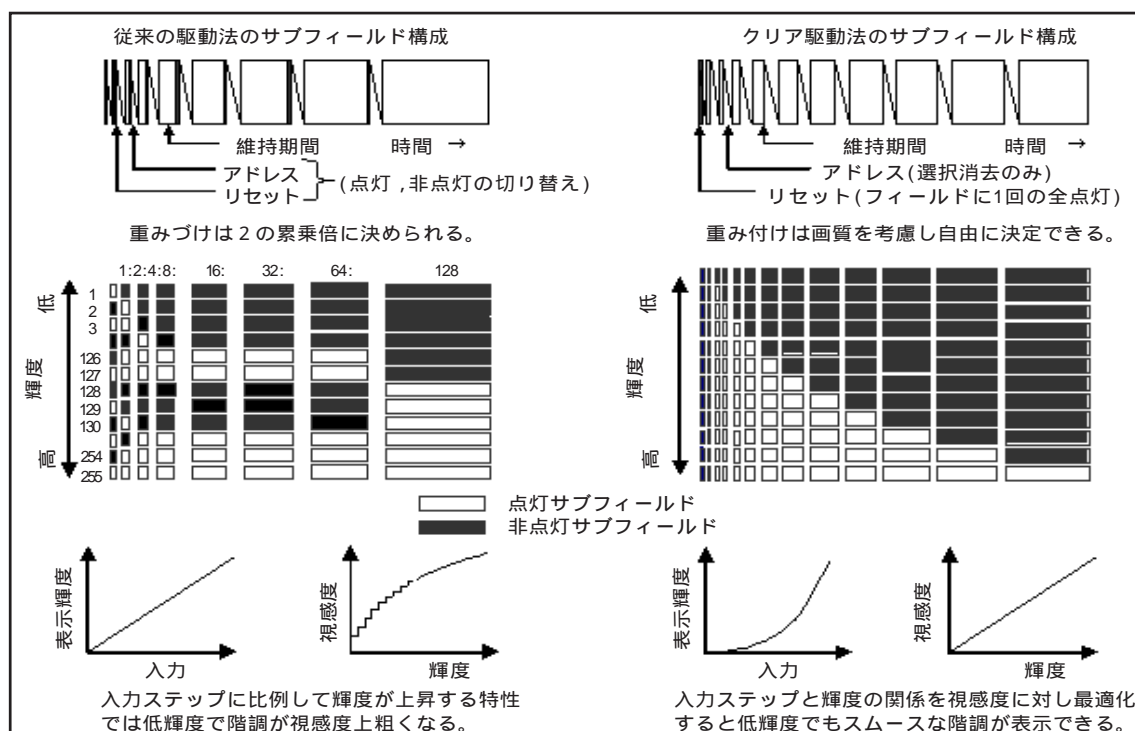 従来の駆動法のサブフィールド構成
維持期間 時間 →
アドレス
リセット
(点灯,非点灯の切り替え)
重みづけは2の累乗倍に決められる。
1:2:4:8: 16: 32: 64: 128
低
輝度
高
1
2
3
126
127
128
129
130
254
255
クリア駆動法のサブフィールド構成
維持期間 時間 →
アドレス(選択消去のみ)
リセット(フィールドに1回の全点灯)
重み付けは画質を考慮し自由に決定できる。
低
輝度
高
点灯サブフィールド
非点灯サブフィールド
表示輝度
入力
視感度
輝度
入力ステップに比例して輝度が上昇する特性
では低輝度で階調が視感度上粗くなる。
表示輝度
入力
視感度
輝度
入力ステップと輝度の関係を視感度に対し最適化
すると低輝度でもスムースな階調が表示できる。